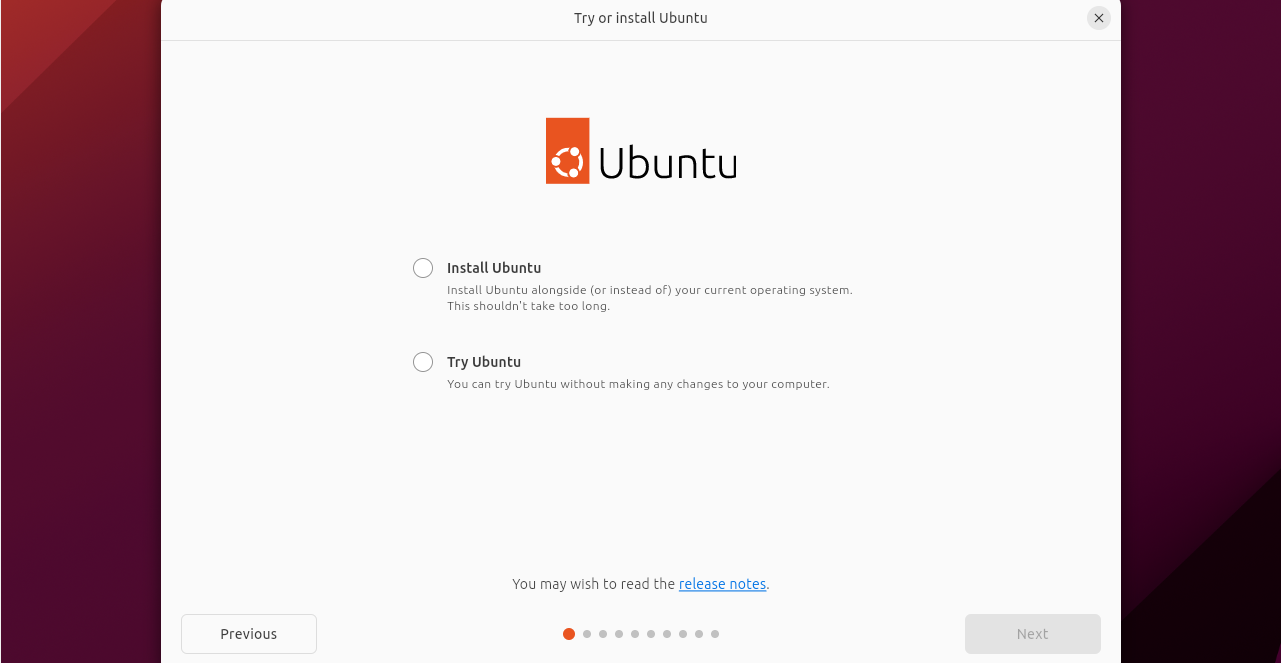 Try or install Ubuntu
Ubuntu
Install Ubuntu
Install Ubuntu alongside (or instead of) your current operating system.
This shouldn't take too long.
Try Ubuntu
You can try Ubuntu without making any changes to your computer.
You may wish to read the release notes.
Previous
Next